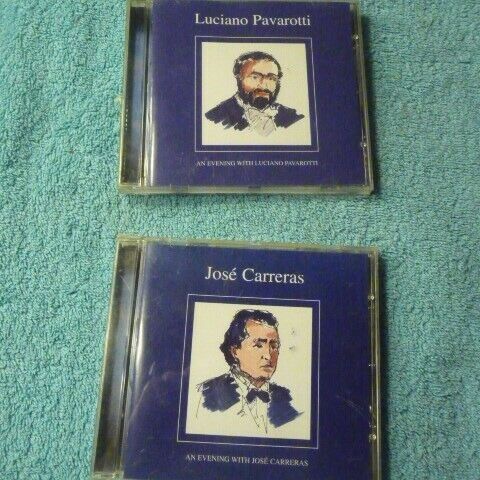 Luciano Pavarotti
AN EVENING WITH LUCIANO PAVAROTTI
José Carreras
AN EVENING WITH JOSÉ CARRERAS